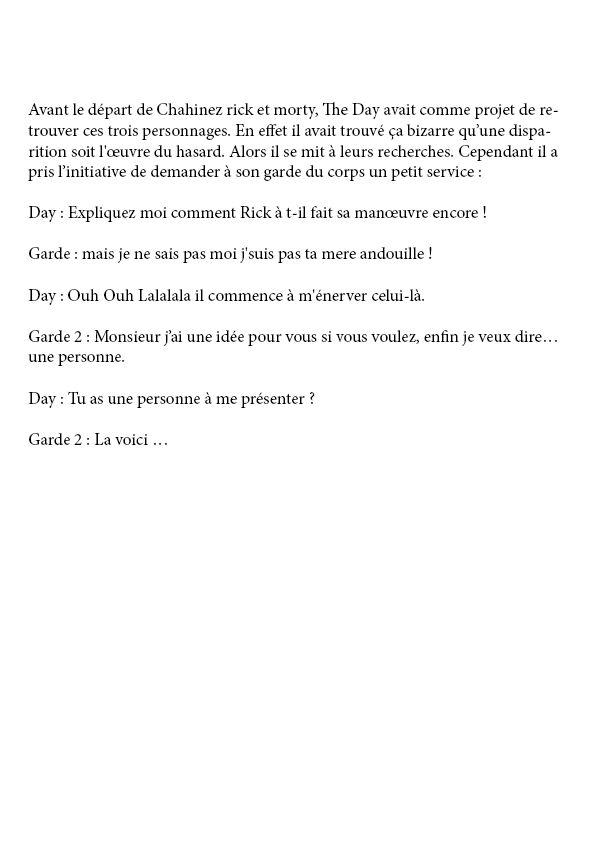 Avant le départ de Chahinez rick et morty, The Day avait comme projet de re-
trouver ces trois personnages. En effet il avait trouvé ça bizarre qu’une dispa-
rition soit l'œuvre du hasard. Alors il se mit à leurs recherches. Cependant il a
pris l’initiative de demander à son garde du corps un petit service :
Day : Expliquez moi comment Rick à t-il fait sa manœuvre encore !
Garde : mais je ne sais pas moi j'suis pas ta mere andouille !
Day : Ouh Ouh Lalalala il commence à m'énerver celui-là.
Garde 2 : Monsieur j’ai une idée pour vous si vous voulez, enfin je veux dire…
une personne.
Day : Tu as une personne à me présenter ?
Garde 2 : La voici …